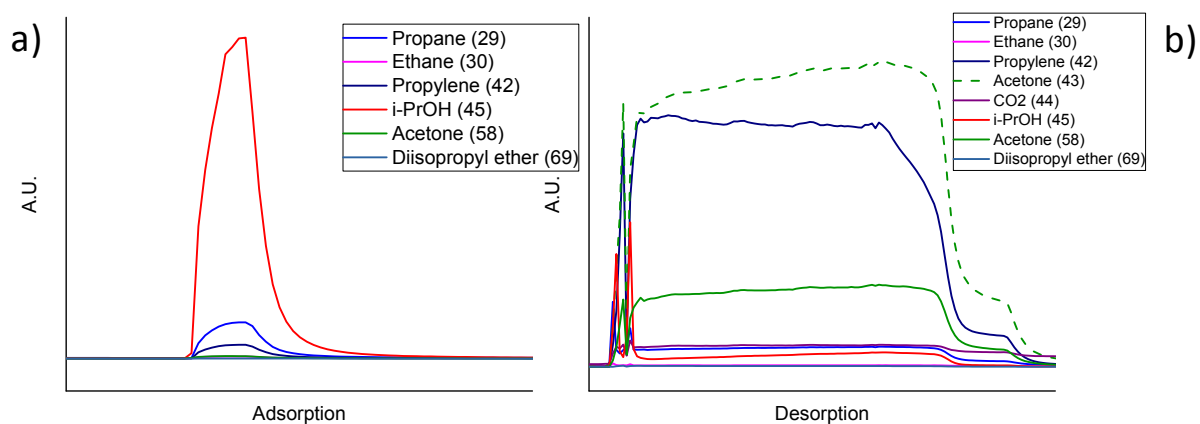 a)
Propane (29)
Ethane (30)
Propylene (42)
i-PrOH (45)
Acetone (58)
Diisopropyl ether (69)
A.U.
Adsorption
b)
Propane (29)
Ethane (30)
Propylene (42)
Acetone (43)
CO2 (44)
i-PrOH (45)
Acetone (58)
Diisopropyl ether (69)
A.U.
Desorption